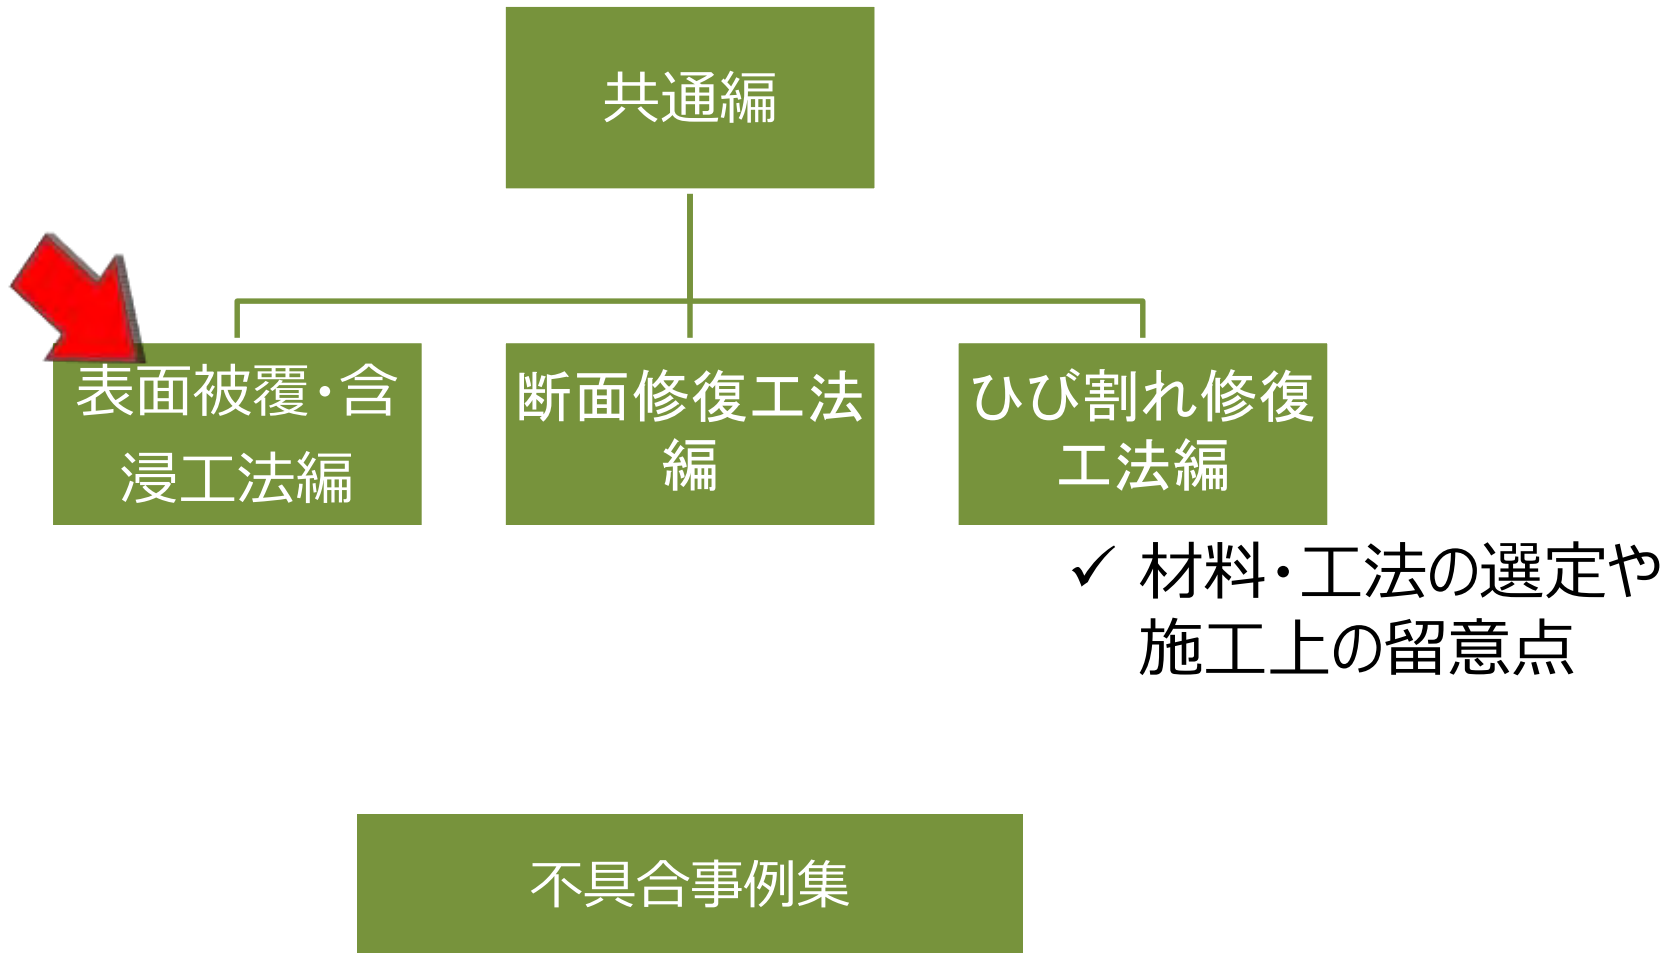 共通編
表面被覆・含
浸工法編
断面修復工法
編
ひび割れ修復
工法編
✓ 材料・工法の選定や
施工上の留意点
不具合事例集